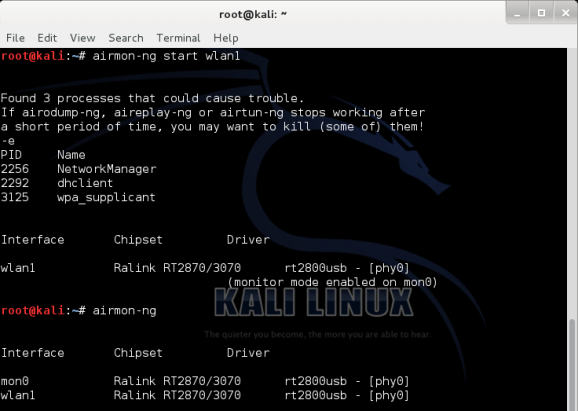 root@kali: ~
File Edit View Search Terminal Help
root@kali:~# airmon-ng start wlan1
Found 3 processes that could cause trouble.
If airodump-ng, aireplay-ng or airtun-ng stops working after
a short period of time, you may want to kill (some of) them!
-e
PID Name
2256 NetworkManager
2292 dhclient
3125 wpa_supplicant
Interface Chipset Driver
wlan1 Ralink RT2870/3070 rt2800usb - [phy0]
(monitor mode enabled on mon0)
KALI LINUX
root@kali:~# airmon-ng
The quieter you become, the more you are able to hear.
Interface Chipset Driver
mon0 Ralink RT2870/3070 rt2800usb - [phy0]
wlan1 Ralink RT2870/3070 rt2800usb - [phy0]